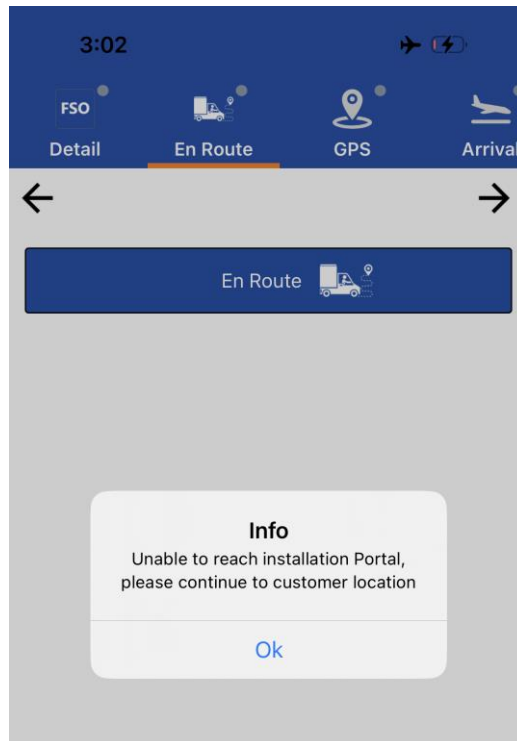 3:02
FSO
Detail
En Route
GPS
Arrival
En Route
Info
Unable to reach installation Portal,
please continue to customer location
Ok